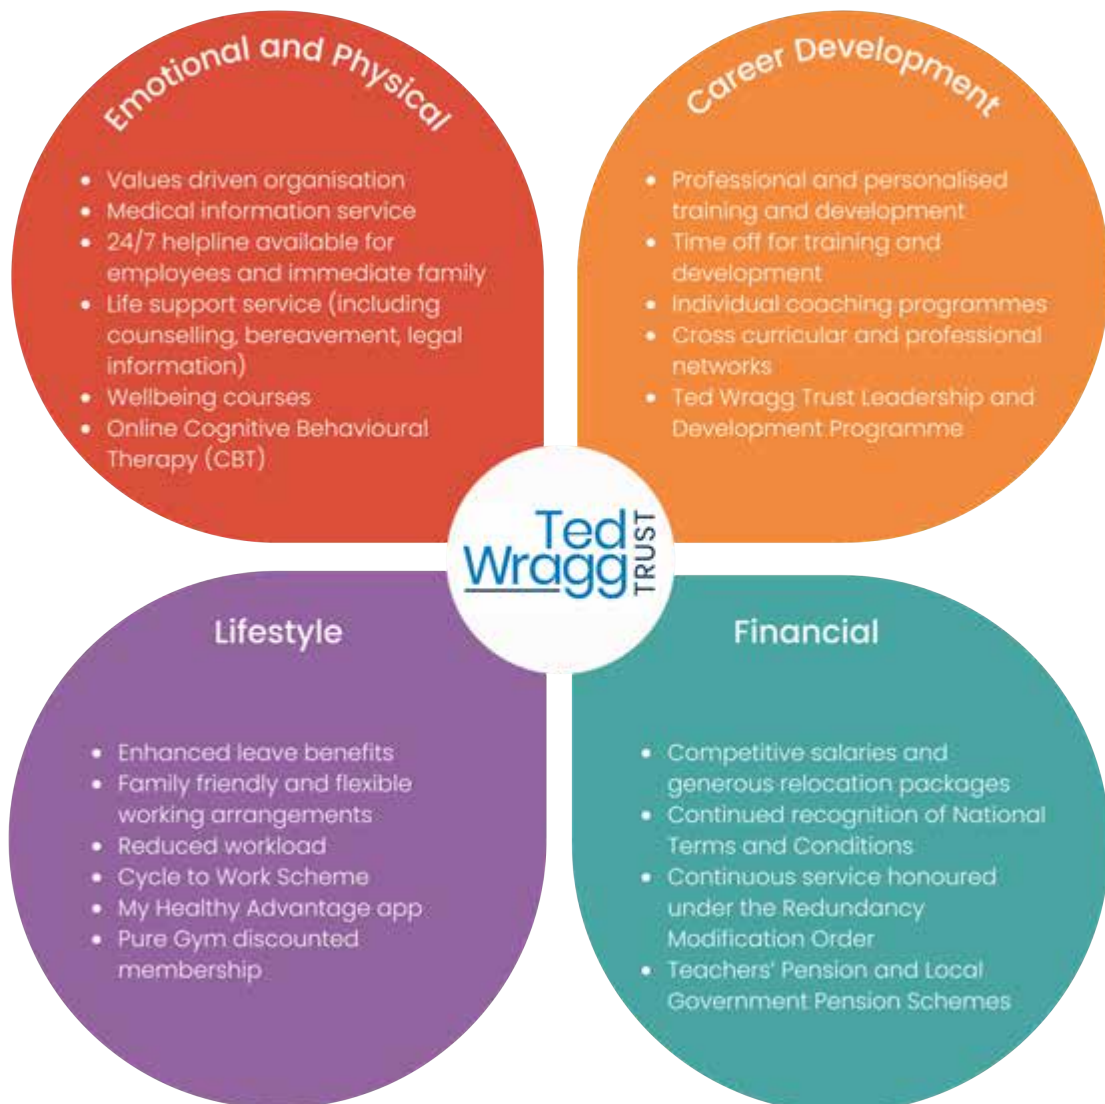 Emotional and Physical
• Values driven organisation
• Medical information service
• 24/7 helpline available for
employees and immediate family
• Life support service (including
counselling, bereavement, legal
information)
• Wellbeing courses
• Online Cognitive Behavioural
Therapy (CBT)
Career Development
• Professional and personalised
training and development
• Time off for training and
development
• Individual coaching programmes
• Cross curricular and professional
networks
• Ted Wragg Trust Leadership and
Development Programme
Ted
Wragg
TRUST
Lifestyle
• Enhanced leave benefits
• Family friendly and flexible
working arrangements
• Reduced workload
• Cycle to Work Scheme
• My Healthy Advantage app
• Pure Gym discounted
membership
Financial
• Competitive salaries and
generous relocation packages
• Continued recognition of National
Terms and Conditions
• Continuous service honoured
under the Redundancy
Modification Order
• Teachers' Pension and Local
Government Pension Schemes